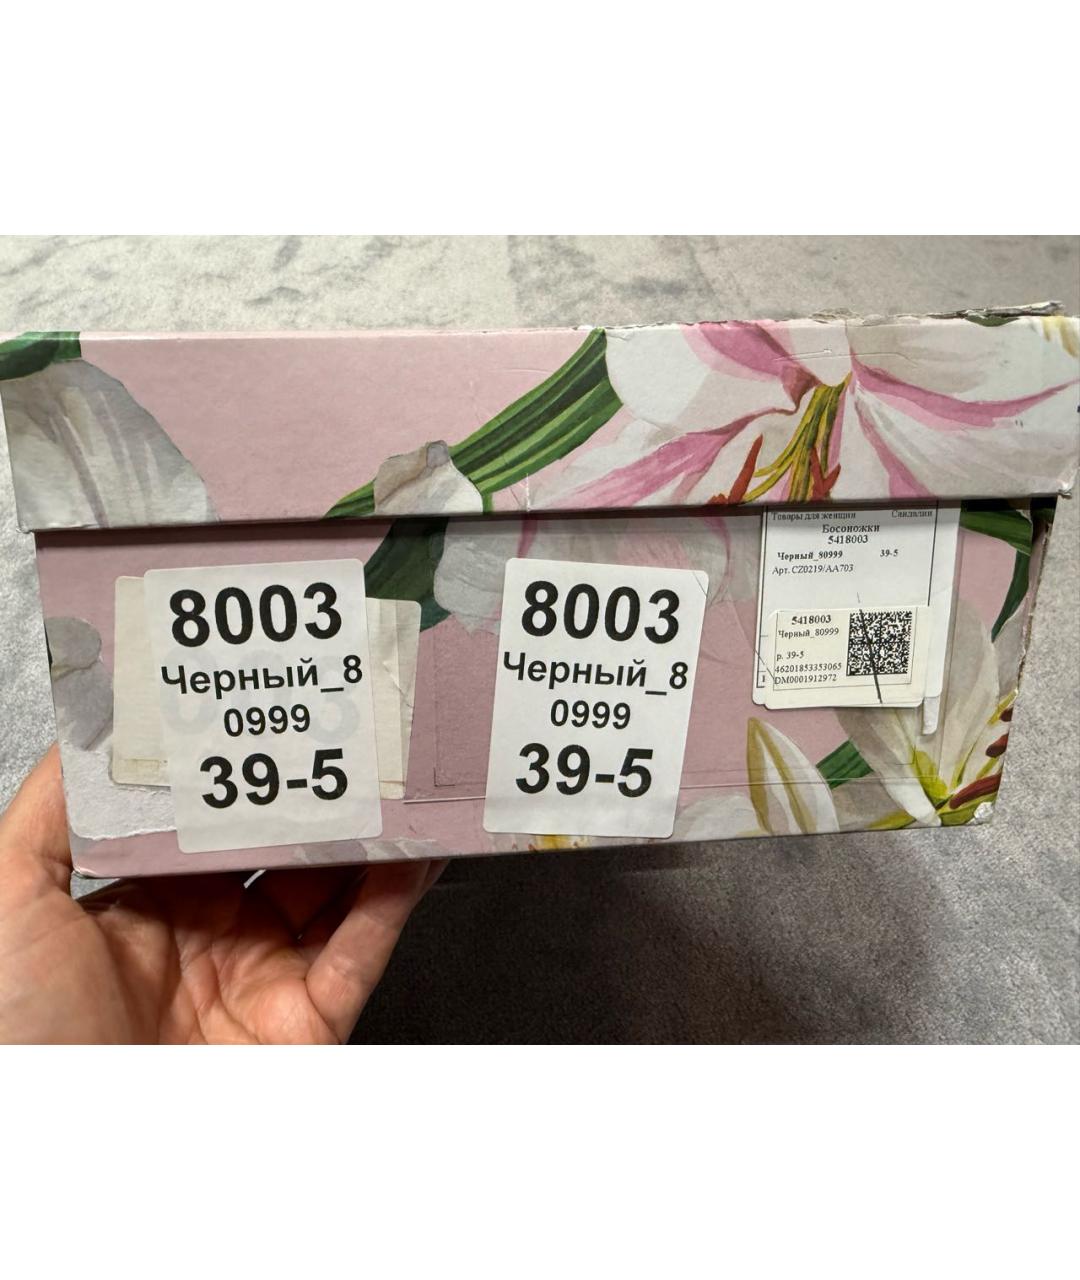 8003
Черный_8
0999
39-5
8003
Черный_8
0999
39-5
Товары для женщин Сандалии
Босоножки
5418003
Черный_80999 39-5
Арт. CZ0219/AA703
5418003
Черный_80999
р. 39-5
46201853353065
DM0001912972